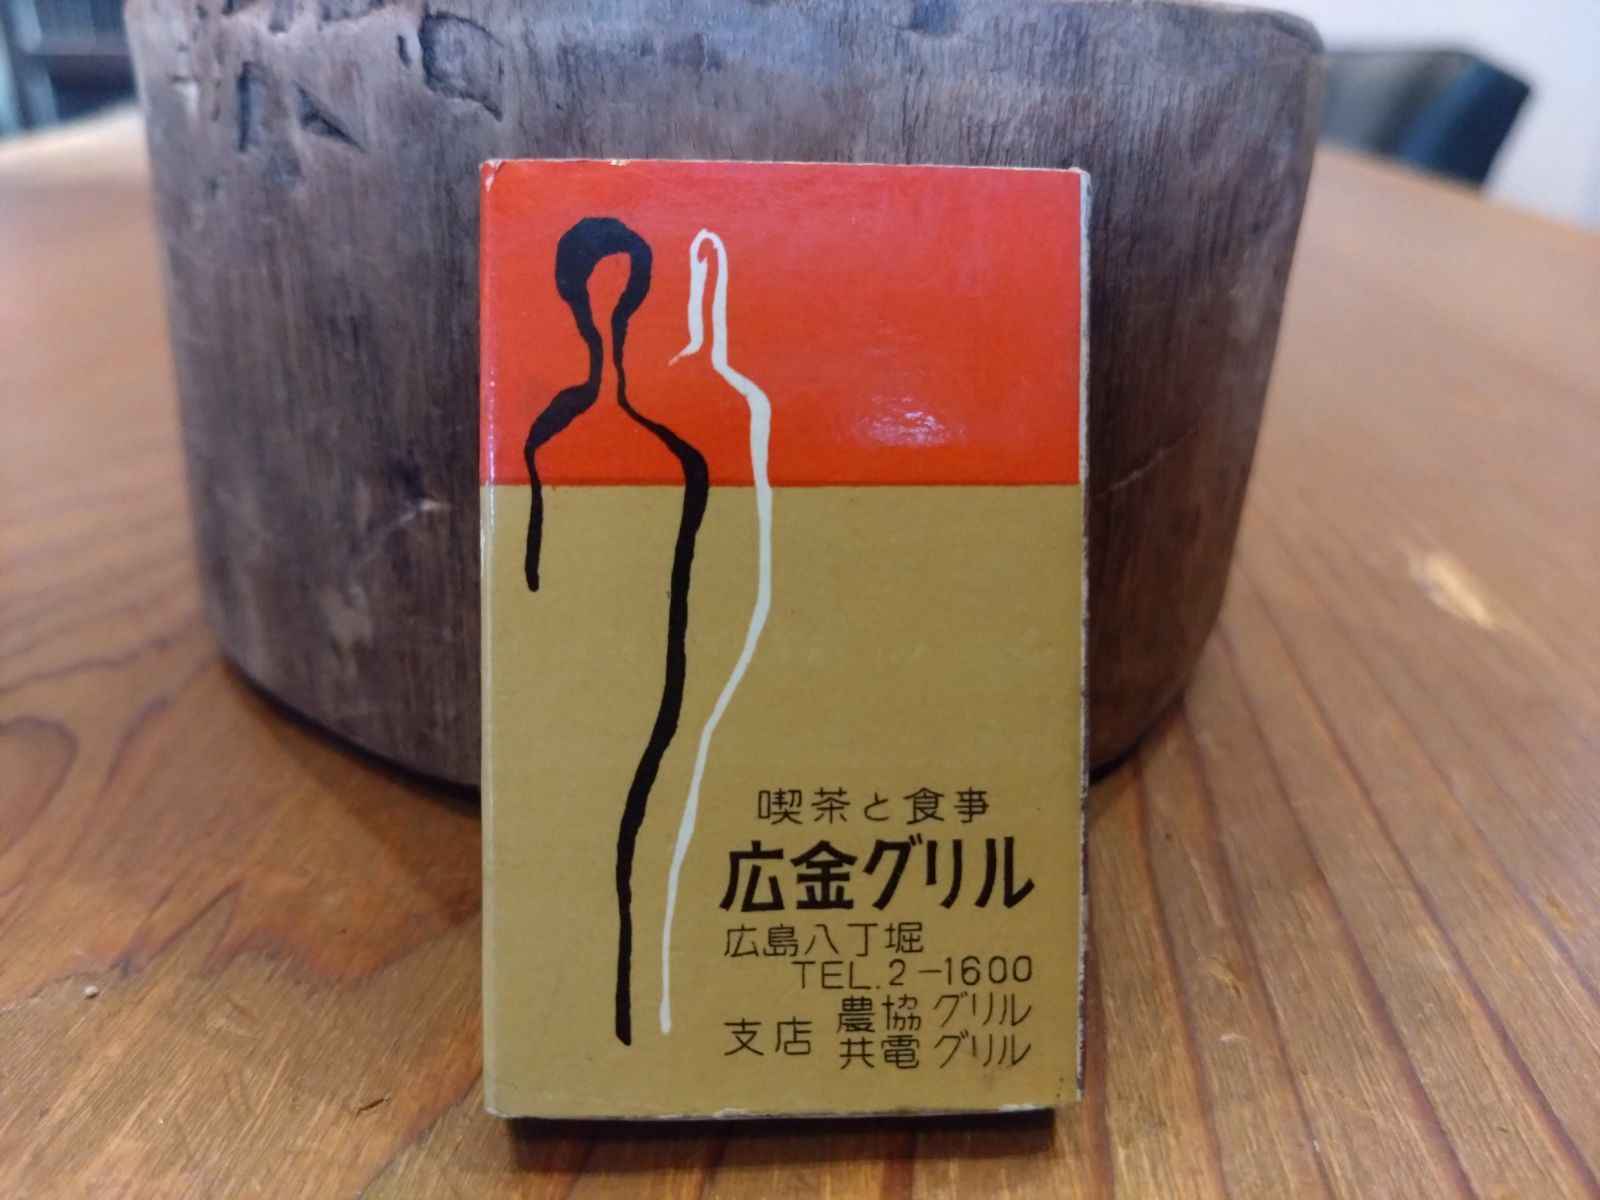 喫茶と食事
広金グリル
広島八丁堀
TEL.2-1600
支店 農協グリル
共電グリル